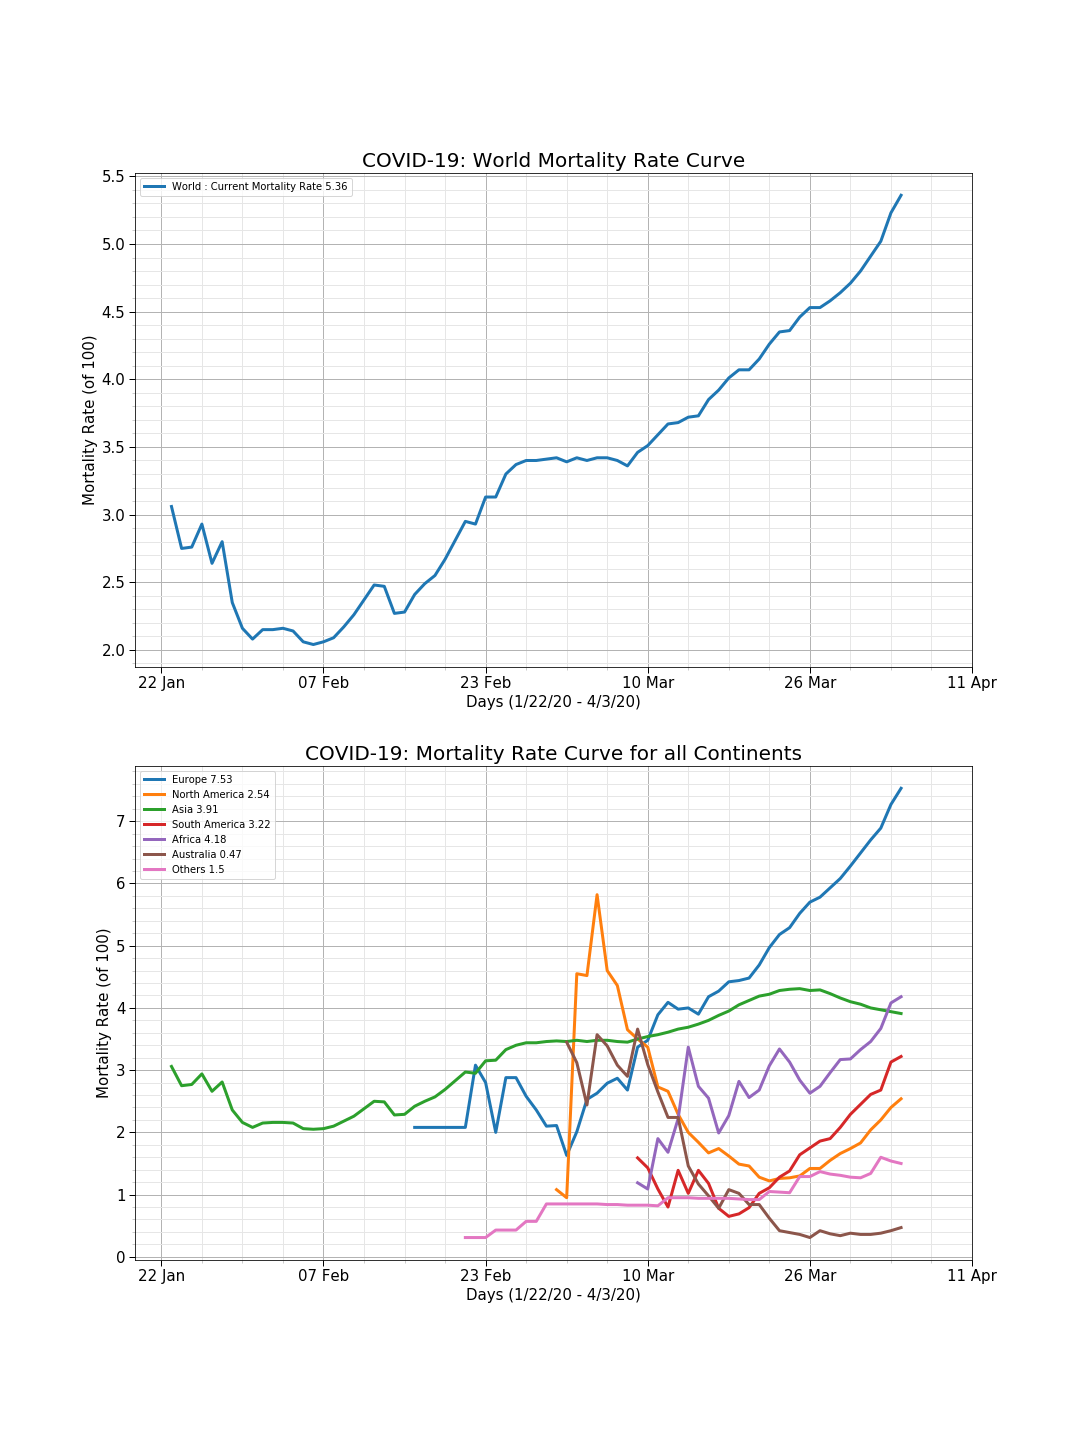 COVID-19: World Mortality Rate Curve
World : Current Mortality Rate 5.36
5.5
5.0
4.5
4.0
3.5
3.0
2.5
2.0
Mortality Rate (of 100)
22 Jan 07 Feb 23 Feb 10 Mar 26 Mar 11 Apr
Days (1/22/20 - 4/3/20)
COVID-19: Mortality Rate Curve for all Continents
Europe 7.53
North America 2.54
Asia 3.91
South America 3.22
Africa 4.18
Australia 0.47
Others 1.5
7
6
5
4
3
2
1
0
Mortality Rate (of 100)
22 Jan 07 Feb 23 Feb 10 Mar 26 Mar 11 Apr
Days (1/22/20 - 4/3/20)